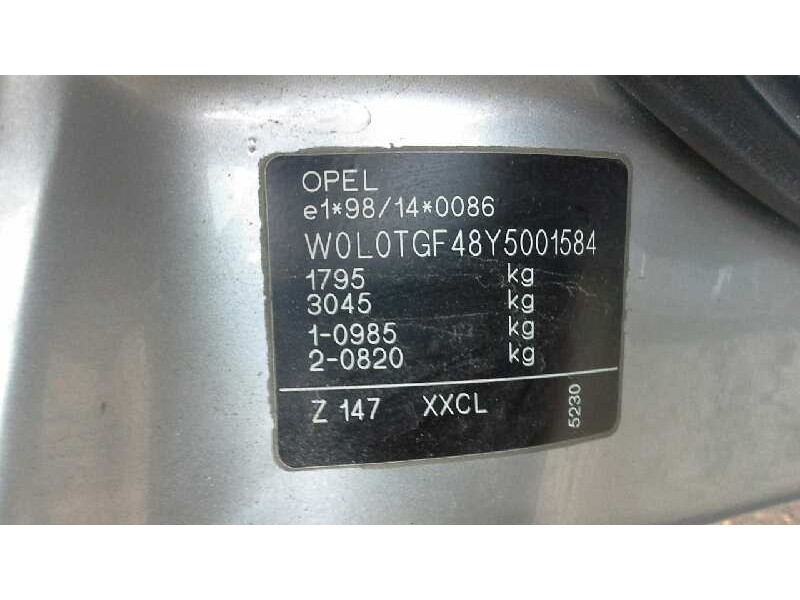 OPEL
e1*98/14*0086
W0L0TGF48Y5001584
1795 kg
3045 kg
1-0985 kg
2-0820 kg
Z 147 XXCL 5230